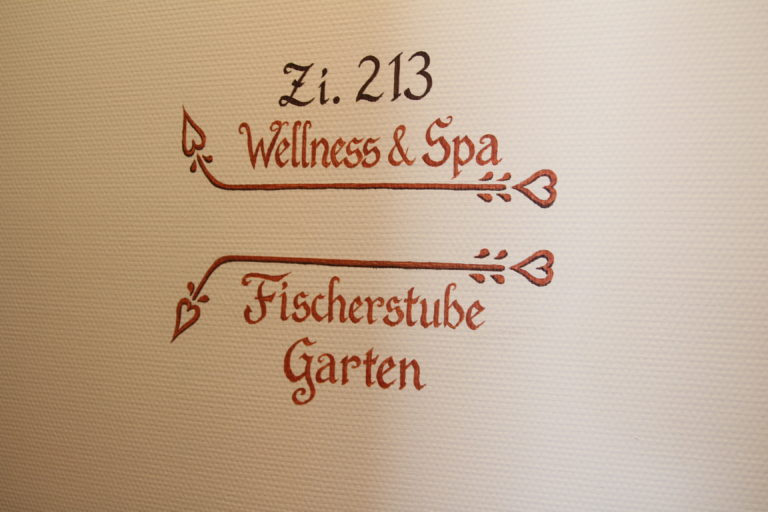 Zi. 213
Wellness & Spa
Fischerstube
Garten